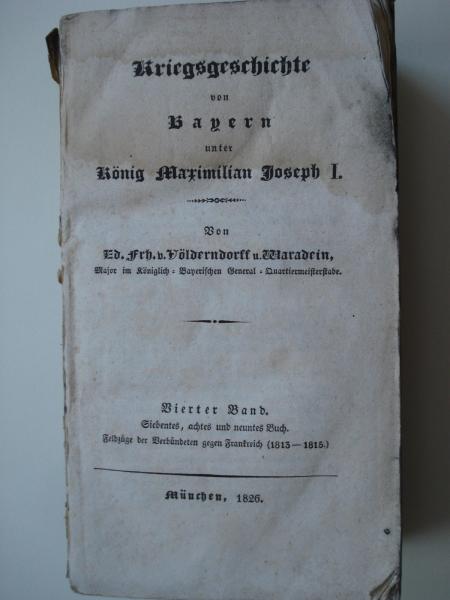 Kriegsgeschichte
von
Bayern
unter
König Maximilian Joseph I.
Von
Ed. Frh. v. Völderndorff u. Waradein,
Major im Königlich-Bayerischen General-Quartiermeisterstabe.
Vierter Band.
Siebentes, achtes und neuntes Buch.
Feldzüge der Verbündeten gegen Frankreich (1813—1815.)
München, 1826.